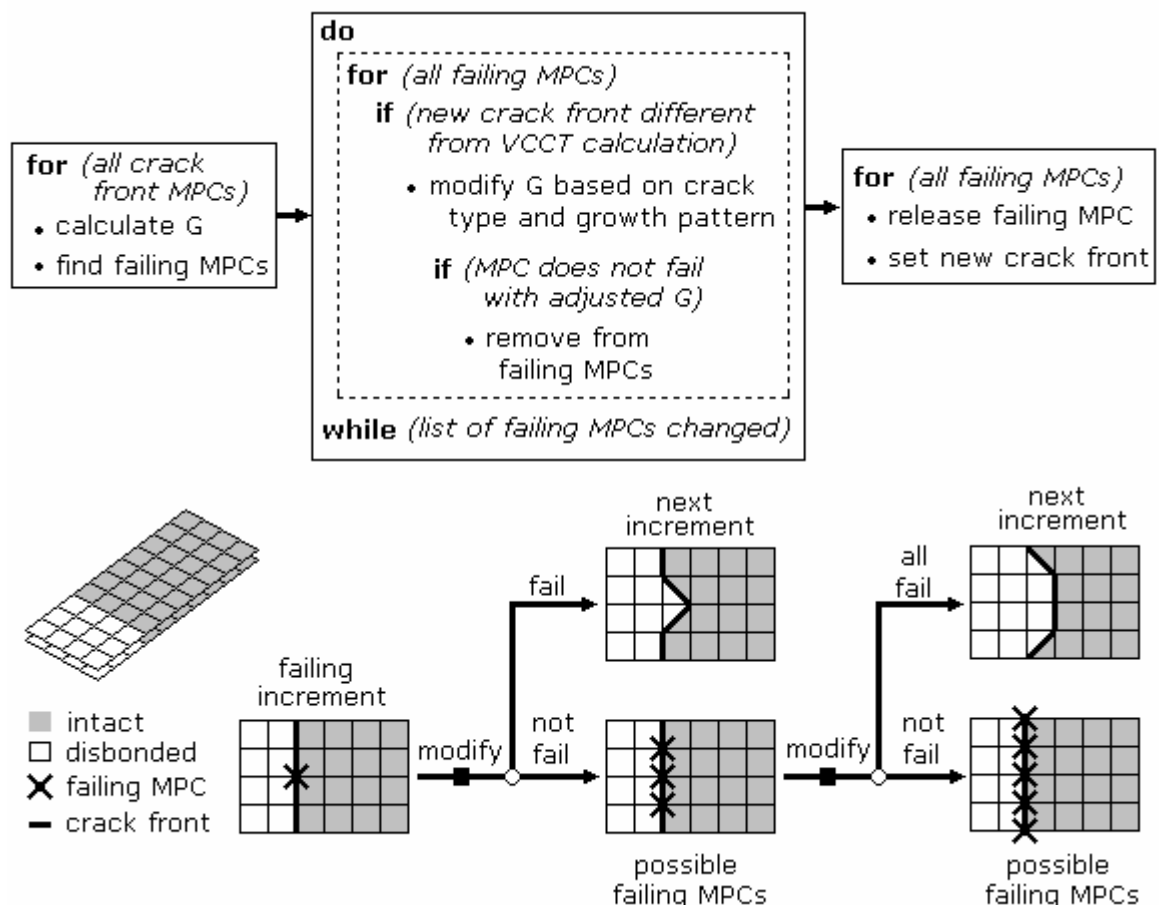 for (all crack
front MPCs)
• calculate G
• find failing MPCs
do
for (all failing MPCs)
if (new crack front different
from VCCT calculation)
• modify G based on crack
type and growth pattern
if (MPC does not fail
with adjusted G)
• remove from
failing MPCs
while (list of failing MPCs changed)
for (all failing MPCs)
• release failing MPC
• set new crack front
intact
disbonded
failing MPC
crack front
failing
increment
modify
fail
not
fail
next
increment
possible
failing MPCs
modify
all
fail
not
fail
next
increment
possible
failing MPCs